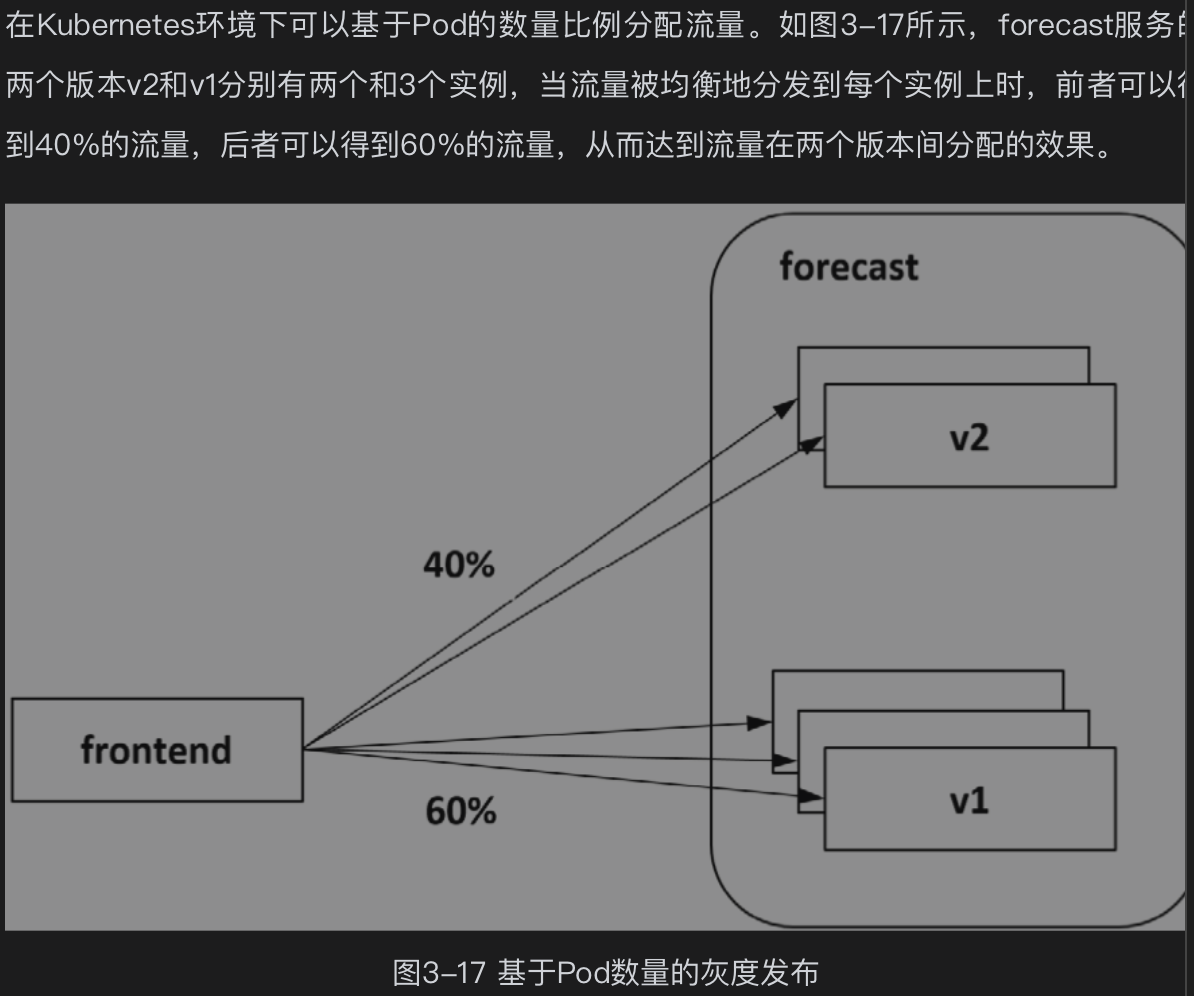 在Kubernetes环境下可以基于Pod的数量比例分配流量。如图3-17所示，forecast服务的
两个版本v2和v1分别有两个和3个实例，当流量被均衡地分发到每个实例上时，前者可以得
到40%的流量，后者可以得到60%的流量，从而达到流量在两个版本间分配的效果。
forecast
v2
40%
frontend
60%
v1
图3-17 基于Pod数量的灰度发布